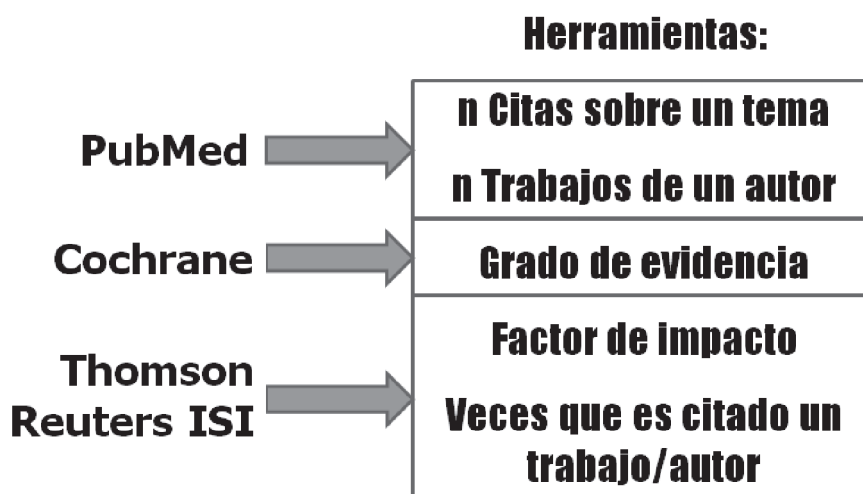 Herramientas:
PubMed
n Citas sobre un tema
n Trabajos de un autor
Cochrane
Grado de evidencia
Thomson
Reuters ISI
Factor de impacto
Veces que es citado un
trabajo/autor